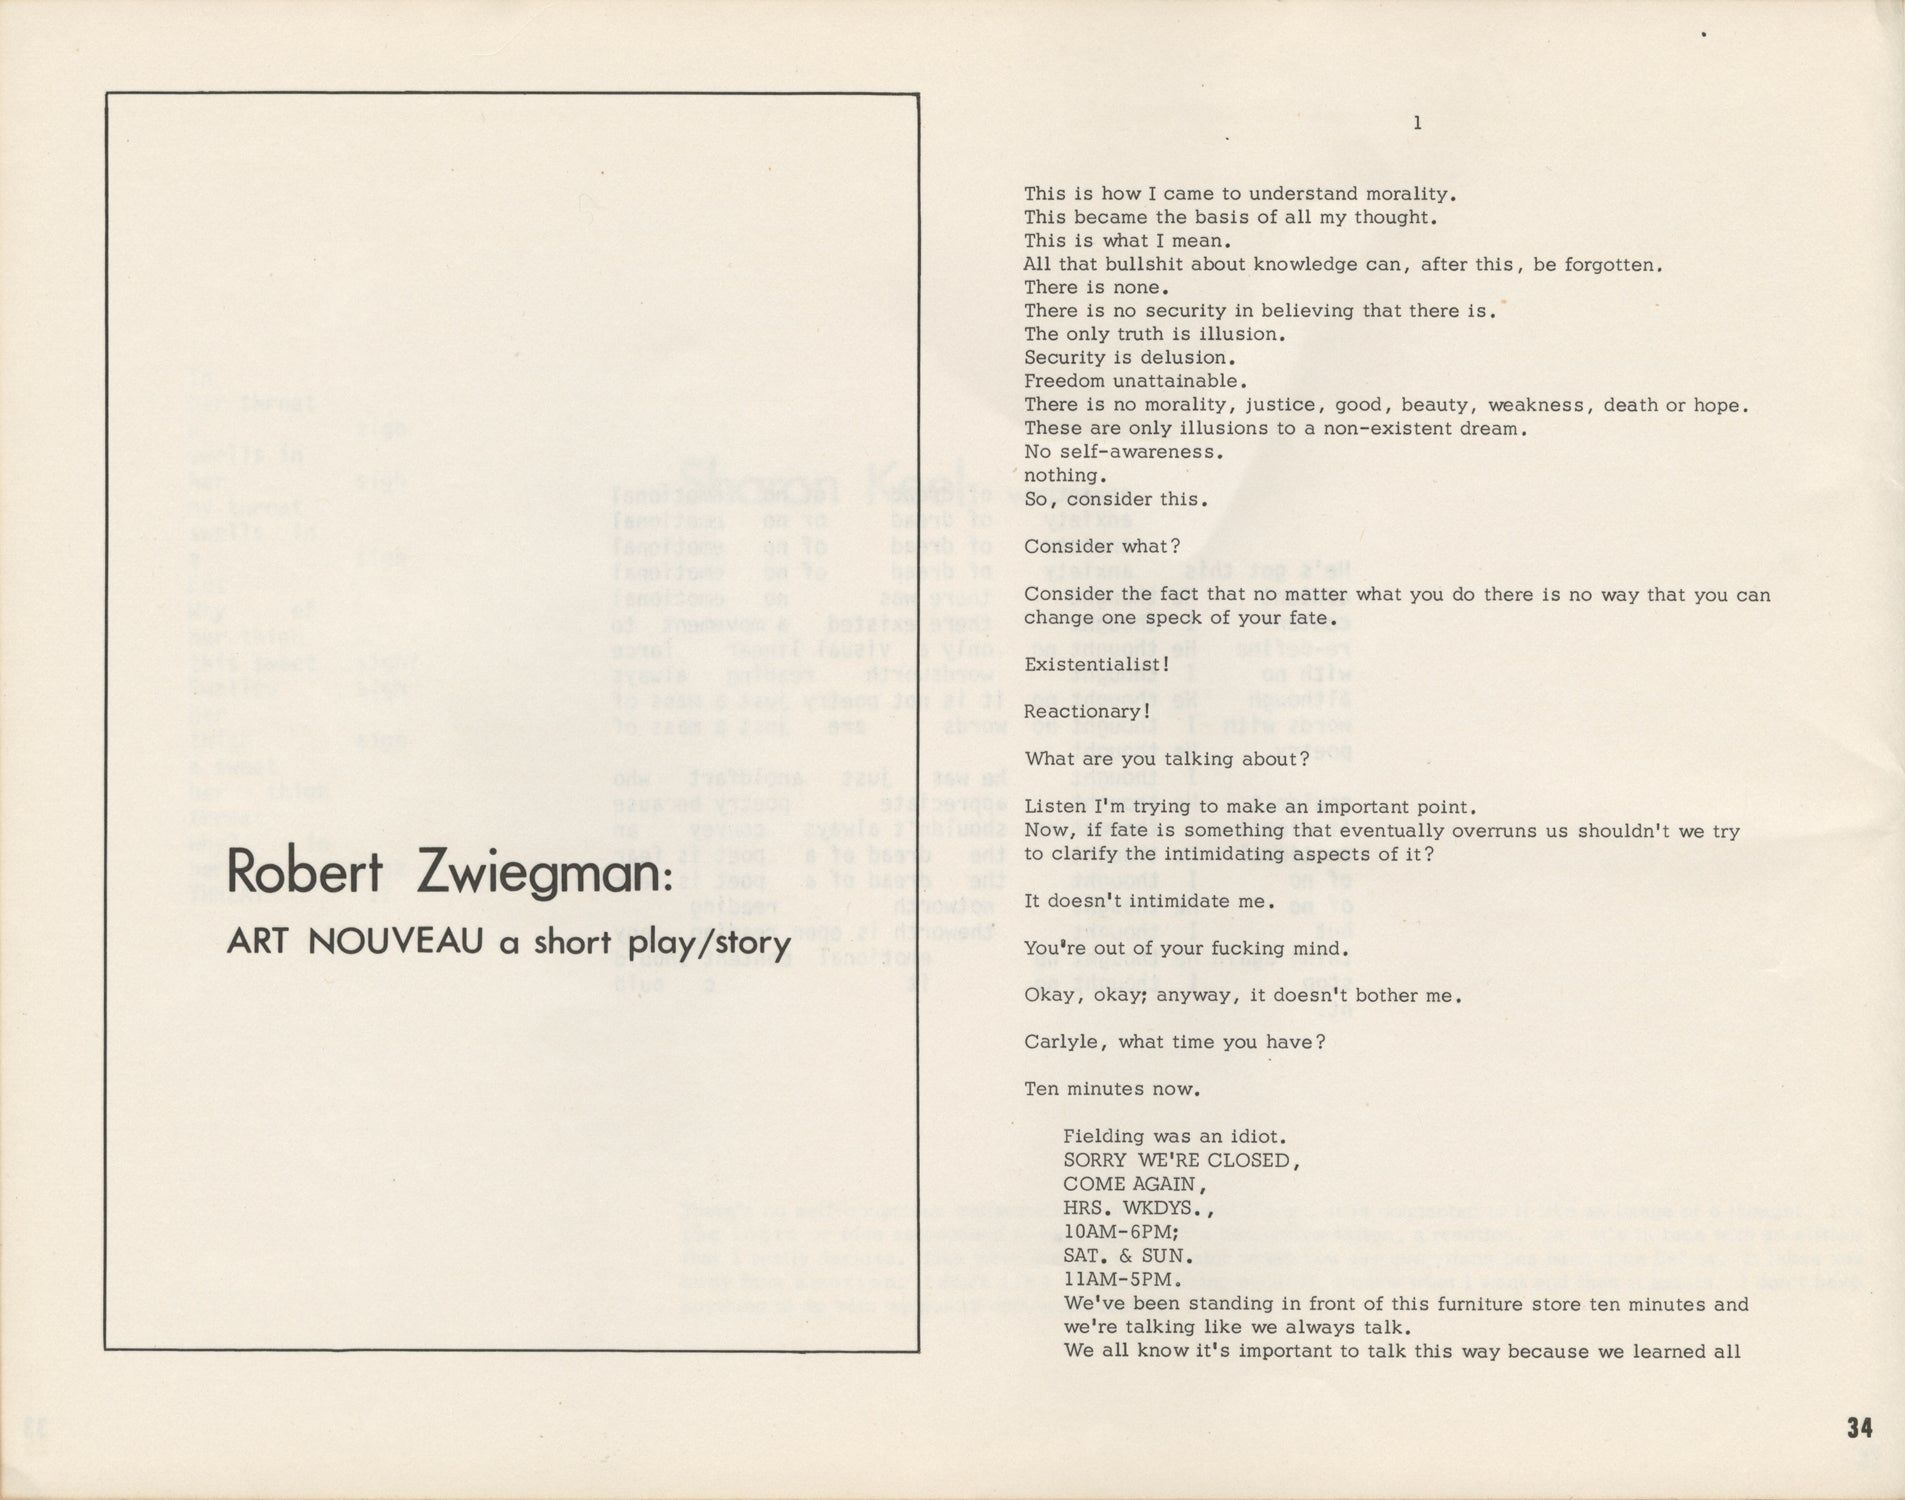 Robert Zwiegman:
ART NOUVEAU a short play/story
1
This is how I came to understand morality.
This became the basis of all my thought.
This is what I mean.
All that bullshit about knowledge can, after this, be forgotten.
There is none.
There is no security in believing that there is.
The only truth is illusion.
Security is delusion.
Freedom unattainable.
There is no morality, justice, good, beauty, weakness, death or hope.
These are only illusions to a non-existent dream.
No self-awareness.
nothing.
So, consider this.
Consider what?
Consider the fact that no matter what you do there is no way that you can
change one speck of your fate.
Existentialist!
Reactionary!
What are you talking about?
Listen I'm trying to make an important point.
Now, if fate is something that eventually overruns us shouldn't we try
to clarify the intimidating aspects of it?
It doesn't intimidate me.
You're out of your fucking mind.
Okay, okay; anyway, it doesn't bother me.
Carlyle, what time you have?
Ten minutes now.
Fielding was an idiot.
SORRY WE'RE CLOSED,
COME AGAIN,
HRS. WKDYS.,
10AM-6PM;
SAT. & SUN.
11AM-5PM.
We've been standing in front of this furniture store ten minutes and
we're talking like we always talk.
We all know it's important to talk this way because we learned all
34